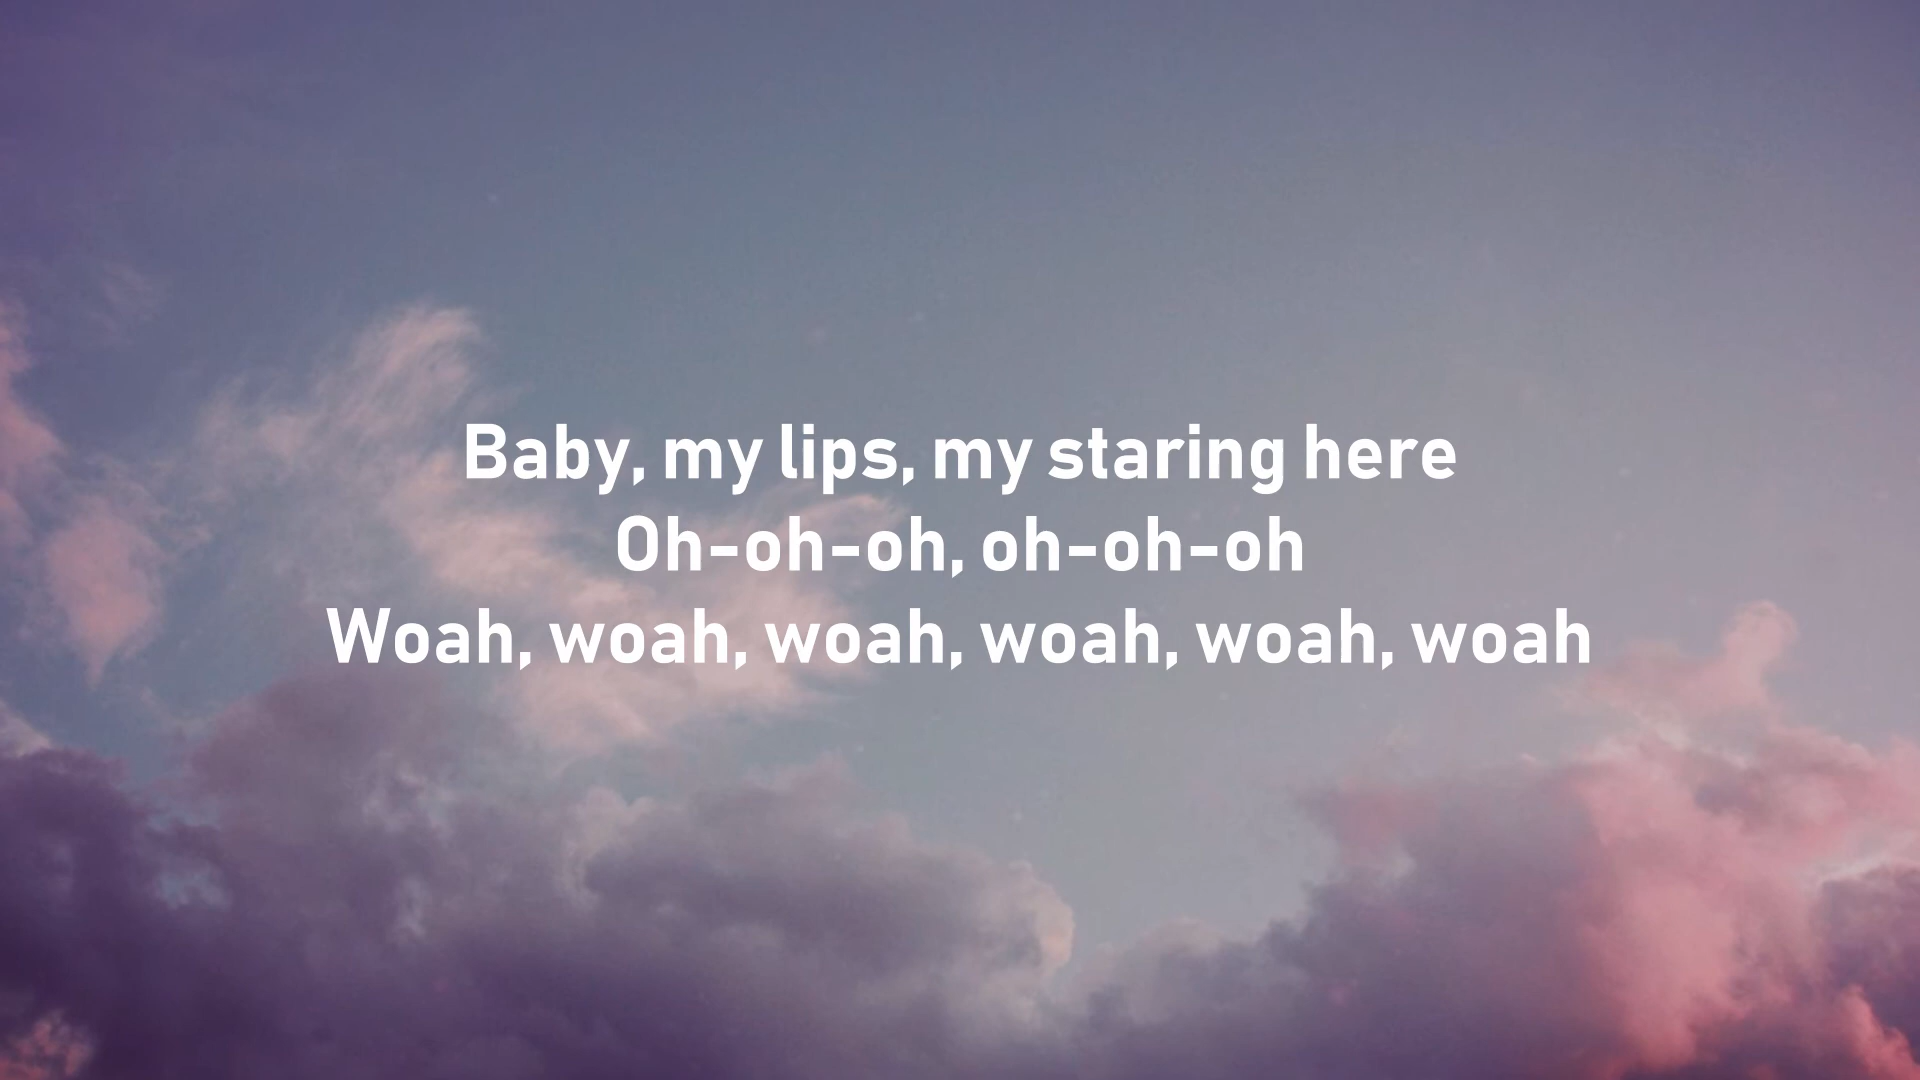 Baby, my lips, my staring here
Oh-oh-oh, oh-oh-oh
Woah, woah, woah, woah, woah, woah